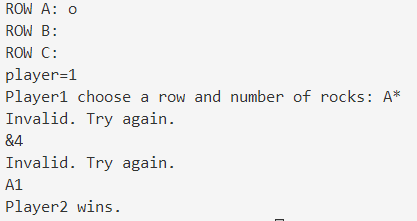 ROW A: o
ROW B:
ROW C:
player=1
Player1 choose a row and number of rocks: A*
Invalid. Try again.
&4
Invalid. Try again.
A1
Player2 wins.